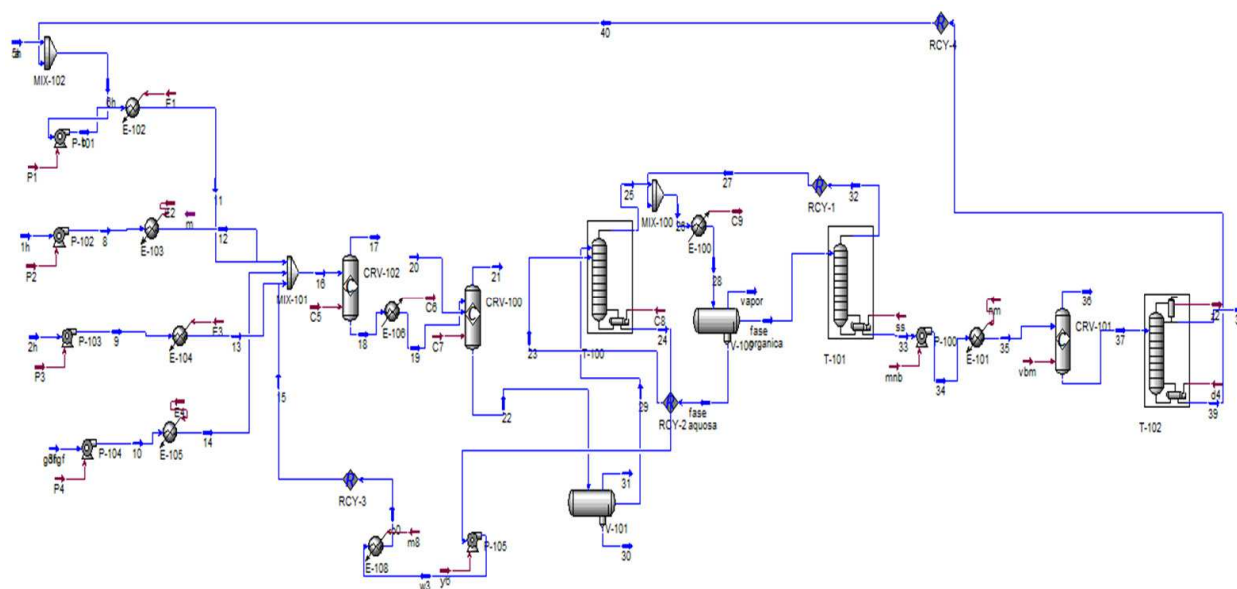 40
RCY-4
MIX-102
E1
E-102
P-101
P1
11
E2
m
1h
P-102
8
E-103
12
P2
MIX-101
16
17
CRV-102
C5
18
E-106
C6
19
20
21
CRV-100
C7
22
2h
P-103
9
E-104
E3
13
P3
P-104
10
E-105
14
P4
15
RCY-3
E-108
m8
w3
P-105
23
T-100
C8
24
25
MIX-100
27
C9
E-100
28
vapor
fase
organica
fase
aquosa
RCY-2
29
V-101
31
30
RCY-1
32
T-101
ss
33
P-100
mnb
34
nm
E-101
35
36
CRV-101
vbm
37
T-102
d4
39